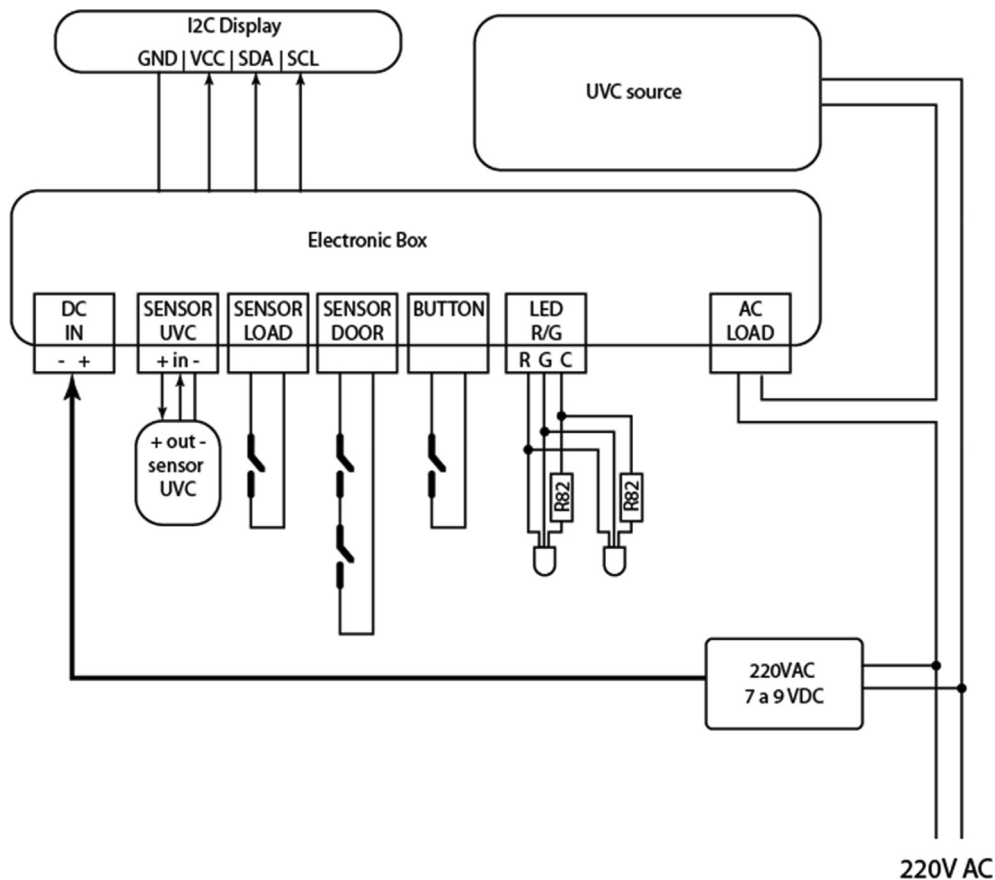 I2C Display
GND | VCC | SDA | SCL
UVC source
Electronic Box
DC
IN
- +
SENSOR
UVC
+ in -
SENSOR
LOAD
SENSOR
DOOR
BUTTON
LED
R/G
R G C
AC
LOAD
+ out -
sensor
UVC
R82
R82
220VAC
7 a 9 VDC
220V AC